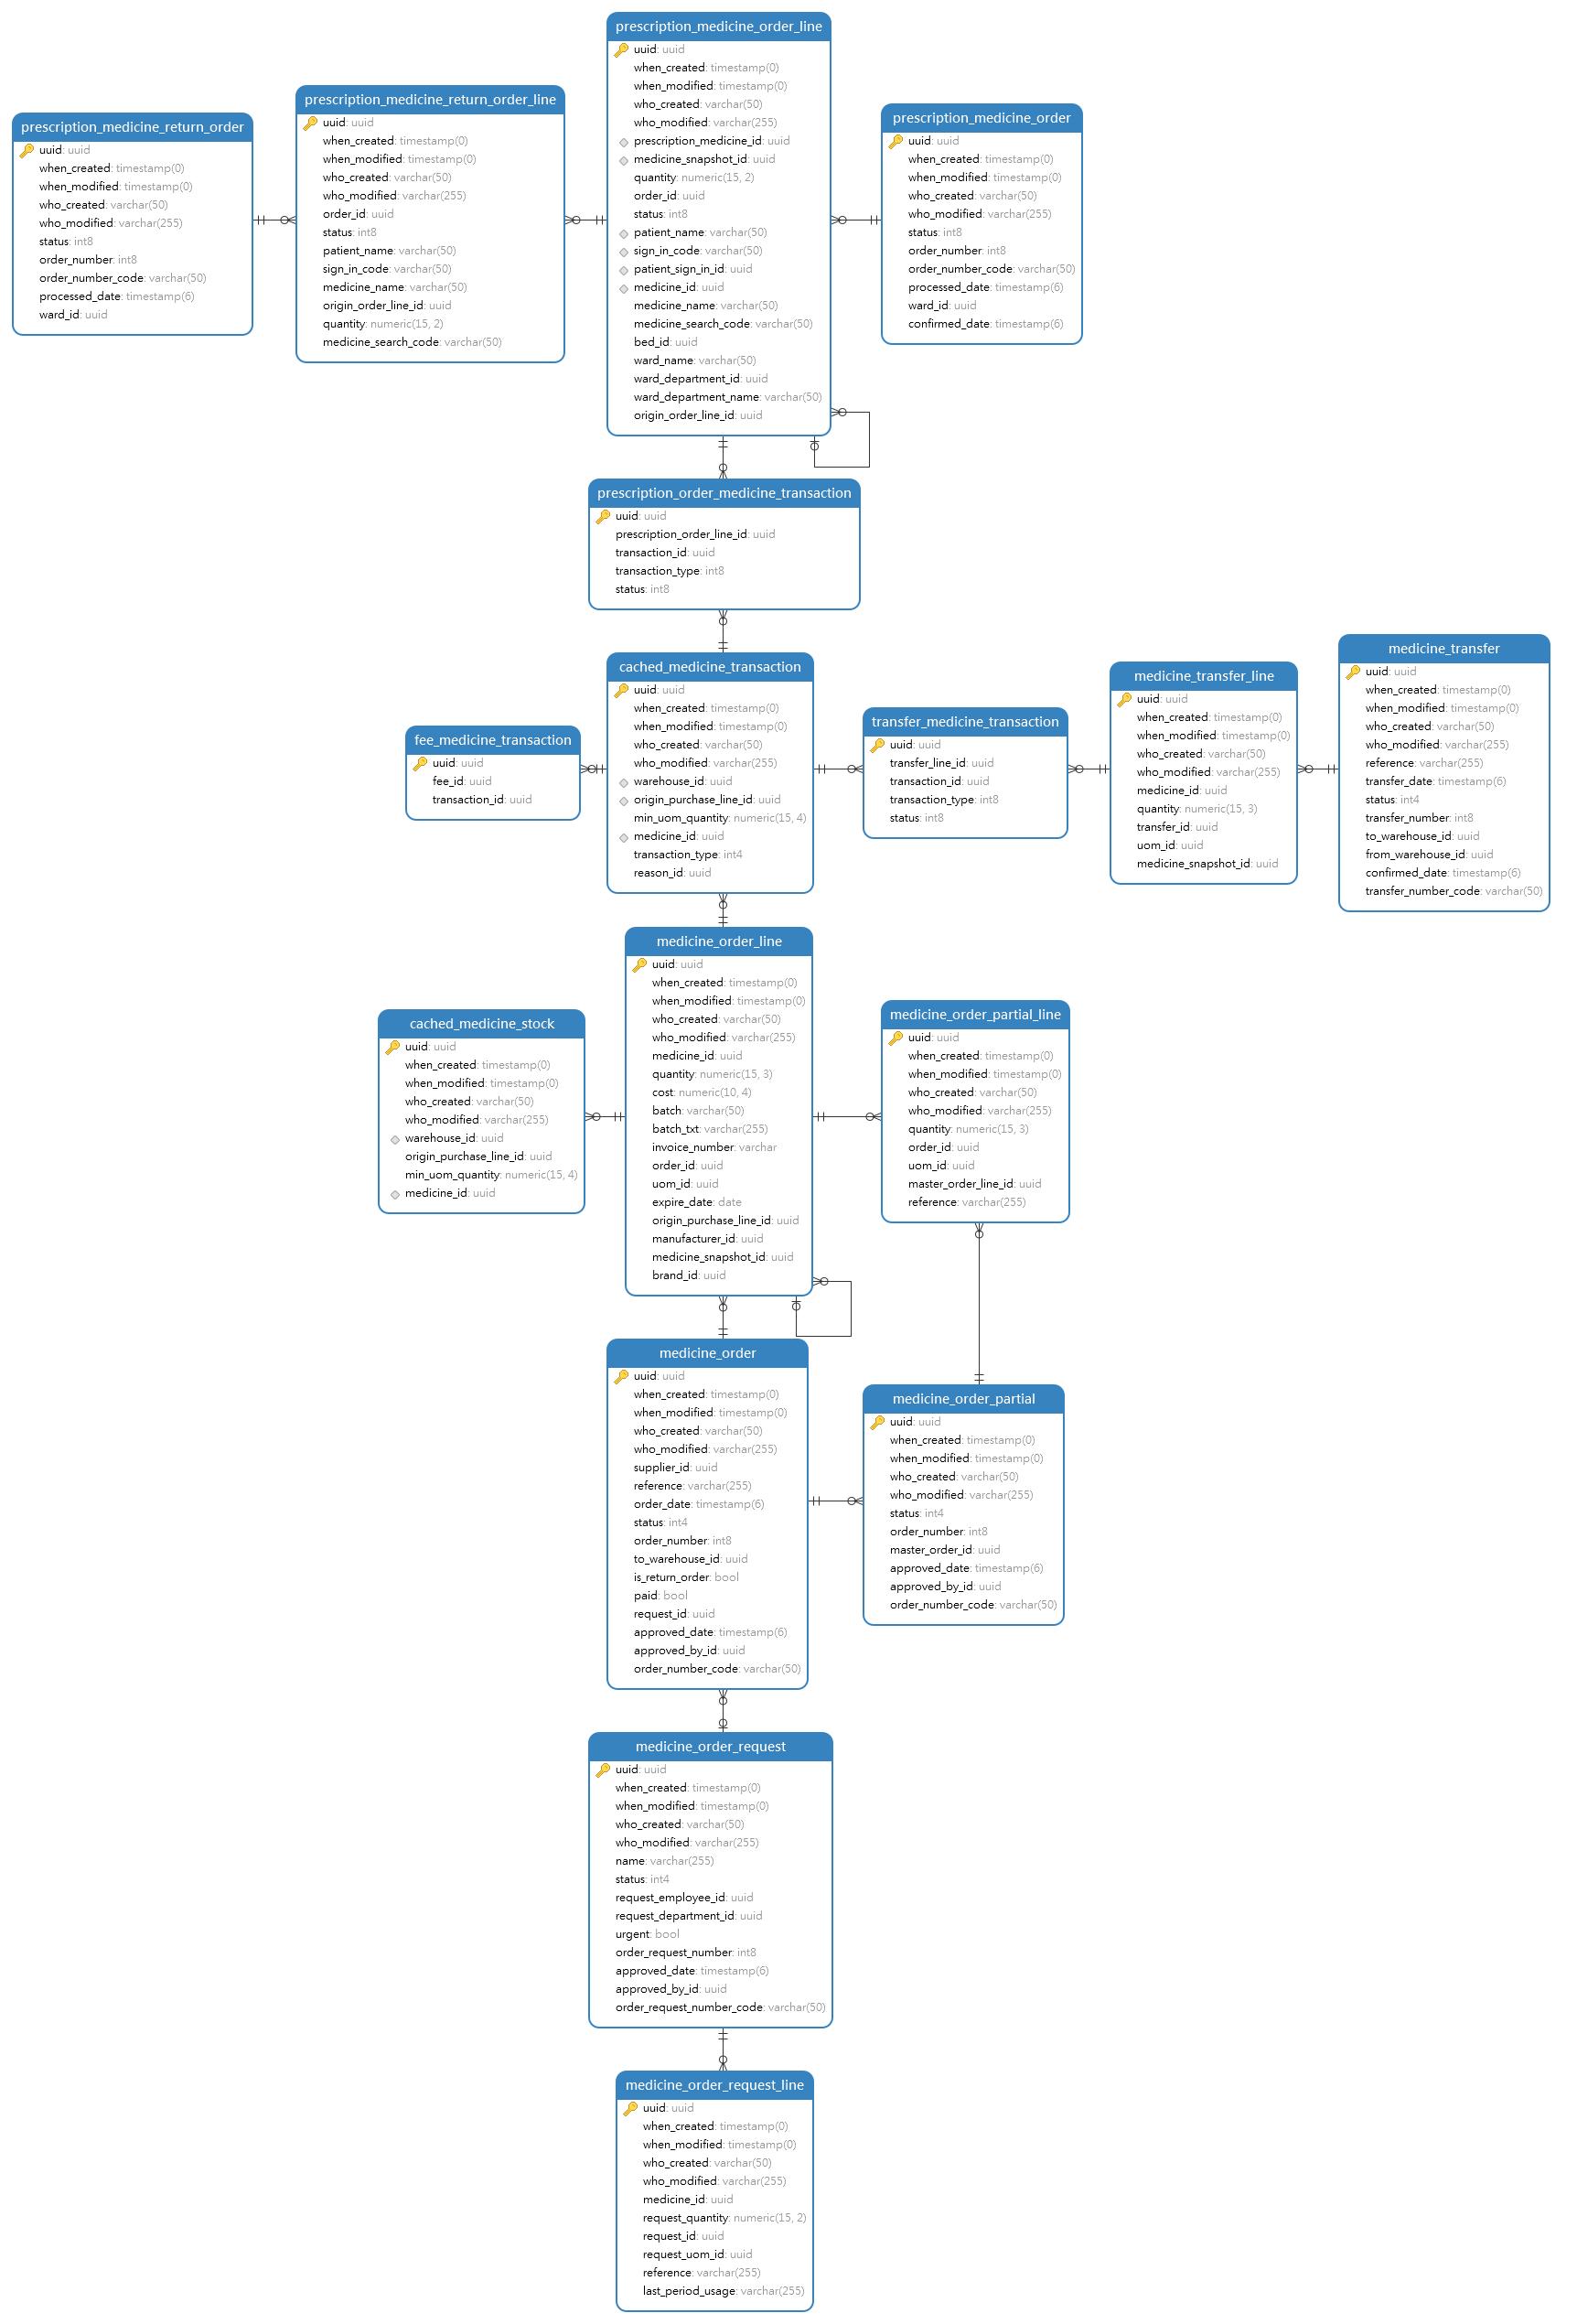 prescription_medicine_order_line
uuid: uuid
when_created: timestamp(0)
when_modified: timestamp(0)
who_created: varchar(50)
who_modified: varchar(255)
prescription_medicine_id: uuid
medicine_snapshot_id: uuid
quantity: numeric(15, 2)
order_id: uuid
status: int8
patient_name: varchar(50)
sign_in_code: varchar(50)
patient_sign_in_id: uuid
medicine_id: uuid
medicine_name: varchar(50)
medicine_search_code: varchar(50)
bed_id: uuid
ward_name: varchar(50)
ward_department_id: uuid
ward_department_name: varchar(50)
origin_order_line_id: uuid
prescription_medicine_return_order_line
uuid: uuid
when_created: timestamp(0)
when_modified: timestamp(0)
who_created: varchar(50)
who_modified: varchar(255)
order_id: uuid
status: int8
patient_name: varchar(50)
sign_in_code: varchar(50)
medicine_name: varchar(50)
origin_order_line_id: uuid
quantity: numeric(15, 2)
medicine_search_code: varchar(50)
prescription_medicine_return_order
uuid: uuid
when_created: timestamp(0)
when_modified: timestamp(0)
who_created: varchar(50)
who_modified: varchar(255)
status: int8
order_number: int8
order_number_code: varchar(50)
processed_date: timestamp(6)
ward_id: uuid
prescription_medicine_order
uuid: uuid
when_created: timestamp(0)
when_modified: timestamp(0)
who_created: varchar(50)
who_modified: varchar(255)
status: int8
order_number: int8
order_number_code: varchar(50)
processed_date: timestamp(6)
ward_id: uuid
confirmed_date: timestamp(6)
prescription_order_medicine_transaction
uuid: uuid
prescription_order_line_id: uuid
transaction_id: uuid
transaction_type: int8
status: int8
cached_medicine_transaction
uuid: uuid
when_created: timestamp(0)
when_modified: timestamp(0)
who_created: varchar(50)
who_modified: varchar(255)
warehouse_id: uuid
origin_purchase_line_id: uuid
min_uom_quantity: numeric(15, 4)
medicine_id: uuid
transaction_type: int4
reason_id: uuid
fee_medicine_transaction
uuid: uuid
fee_id: uuid
transaction_id: uuid
transfer_medicine_transaction
uuid: uuid
transfer_line_id: uuid
transaction_id: uuid
transaction_type: int8
status: int8
medicine_transfer_line
uuid: uuid
when_created: timestamp(0)
when_modified: timestamp(0)
who_created: varchar(50)
who_modified: varchar(255)
medicine_id: uuid
quantity: numeric(15, 3)
transfer_id: uuid
uom_id: uuid
medicine_snapshot_id: uuid
medicine_transfer
uuid: uuid
when_created: timestamp(0)
when_modified: timestamp(0)
who_created: varchar(50)
who_modified: varchar(255)
reference: varchar(255)
transfer_date: timestamp(6)
status: int4
transfer_number: int8
to_warehouse_id: uuid
from_warehouse_id: uuid
confirmed_date: timestamp(6)
transfer_number_code: varchar(50)
medicine_order_line
uuid: uuid
when_created: timestamp(0)
when_modified: timestamp(0)
who_created: varchar(50)
who_modified: varchar(255)
medicine_id: uuid
quantity: numeric(15, 3)
cost: numeric(10, 4)
batch: varchar(50)
batch_txt: varchar(255)
invoice_number: varchar
order_id: uuid
uom_id: uuid
expire_date: date
origin_purchase_line_id: uuid
manufacturer_id: uuid
medicine_snapshot_id: uuid
brand_id: uuid
cached_medicine_stock
uuid: uuid
when_created: timestamp(0)
when_modified: timestamp(0)
who_created: varchar(50)
who_modified: varchar(255)
warehouse_id: uuid
origin_purchase_line_id: uuid
min_uom_quantity: numeric(15, 4)
medicine_id: uuid
medicine_order_partial_line
uuid: uuid
when_created: timestamp(0)
when_modified: timestamp(0)
who_created: varchar(50)
who_modified: varchar(255)
quantity: numeric(15, 3)
order_id: uuid
uom_id: uuid
master_order_line_id: uuid
reference: varchar(255)
medicine_order
uuid: uuid
when_created: timestamp(0)
when_modified: timestamp(0)
who_created: varchar(50)
who_modified: varchar(255)
supplier_id: uuid
reference: varchar(255)
order_date: timestamp(6)
status: int4
order_number: int8
to_warehouse_id: uuid
is_return_order: bool
paid: bool
request_id: uuid
approved_date: timestamp(6)
approved_by_id: uuid
order_number_code: varchar(50)
medicine_order_partial
uuid: uuid
when_created: timestamp(0)
when_modified: timestamp(0)
who_created: varchar(50)
who_modified: varchar(255)
status: int4
order_number: int8
master_order_id: uuid
approved_date: timestamp(6)
approved_by_id: uuid
order_number_code: varchar(50)
medicine_order_request
uuid: uuid
when_created: timestamp(0)
when_modified: timestamp(0)
who_created: varchar(50)
who_modified: varchar(255)
name: varchar(255)
status: int4
request_employee_id: uuid
request_department_id: uuid
urgent: bool
order_request_number: int8
approved_date: timestamp(6)
approved_by_id: uuid
order_request_number_code: varchar(50)
medicine_order_request_line
uuid: uuid
when_created: timestamp(0)
when_modified: timestamp(0)
who_created: varchar(50)
who_modified: varchar(255)
medicine_id: uuid
request_quantity: numeric(15, 2)
request_id: uuid
request_uom_id: uuid
reference: varchar(255)
last_period_usage: varchar(255)